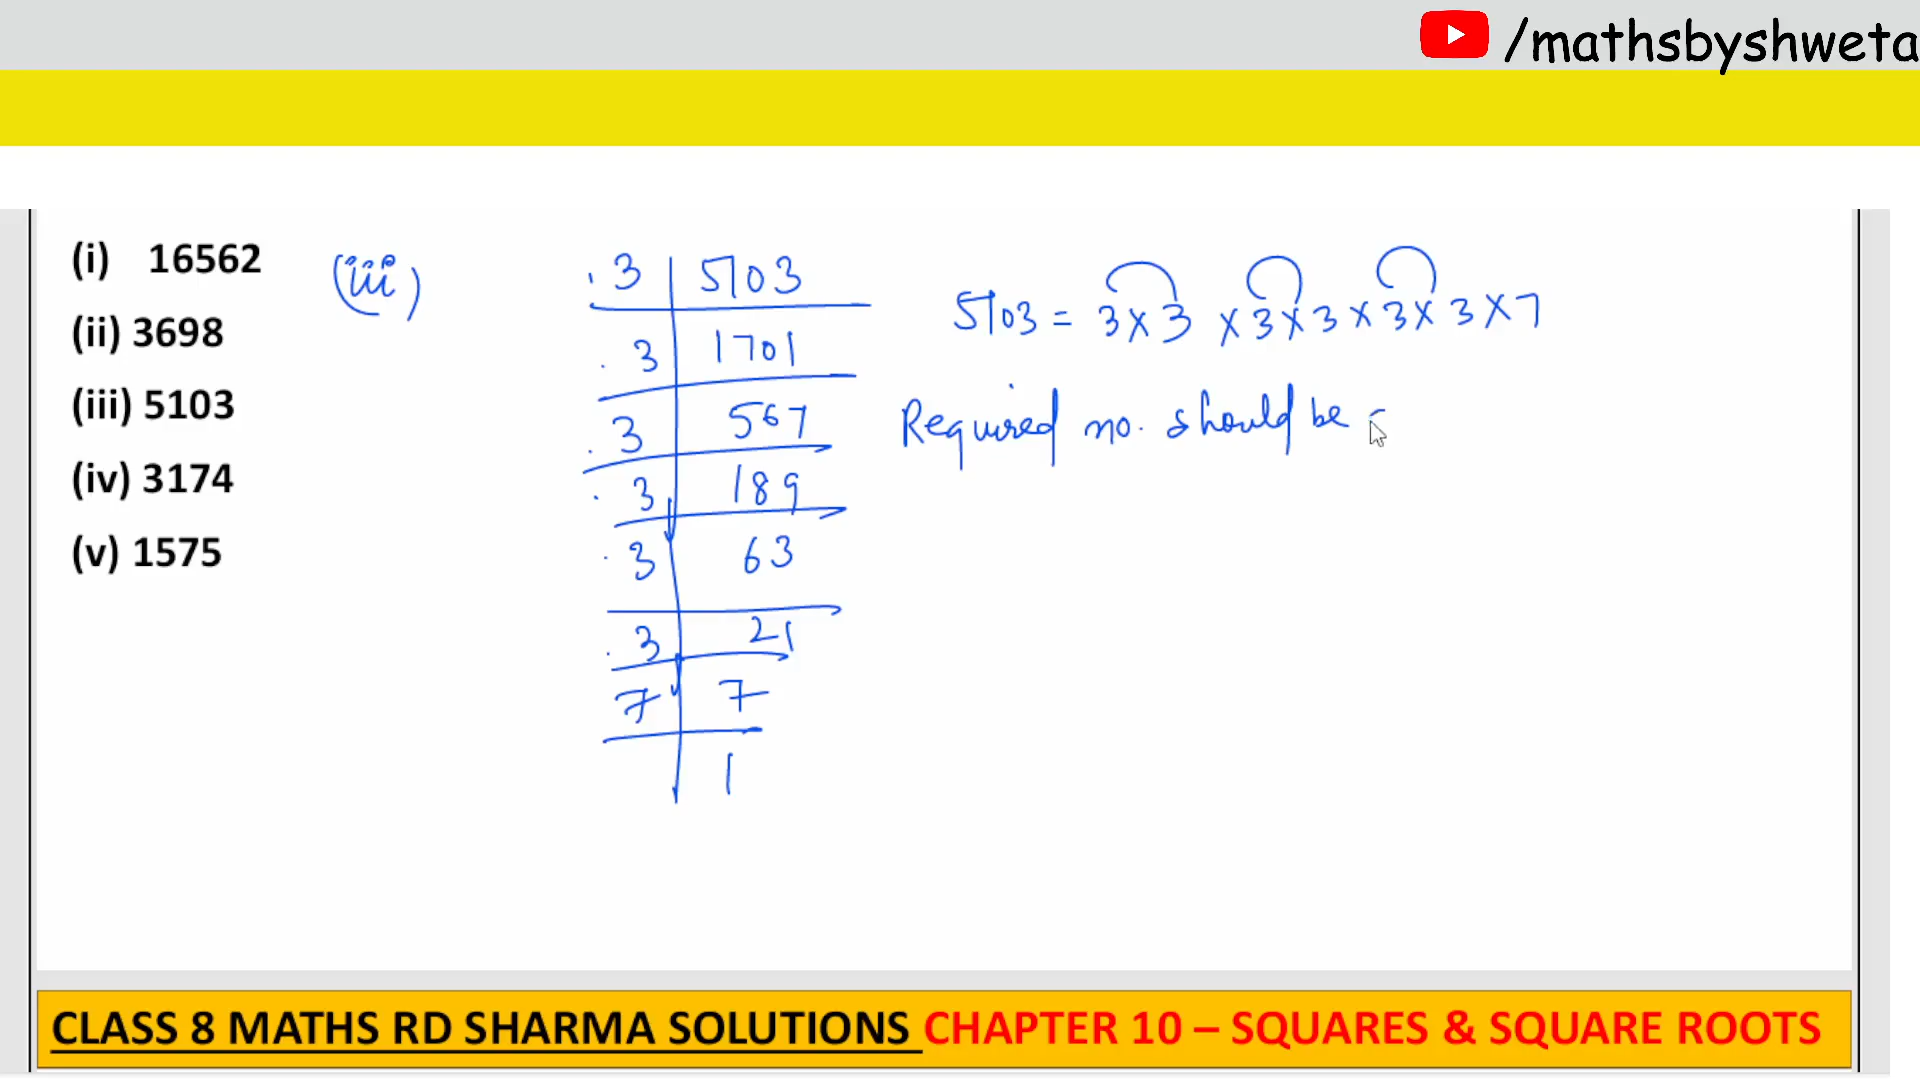 /mathsbyshweta
(i) 16562
(ii) 3698
(iii) 5103
(iv) 3174
(v) 1575
(iii)
3 | 5103
3 | 1701
3 | 567
3 | 189
3 | 63
3 | 21
7 | 7
1
5103 = 3 × 3 × 3 × 3 × 3 × 3 × 7
Required no. should be
CLASS 8 MATHS RD SHARMA SOLUTIONS CHAPTER 10 – SQUARES & SQUARE ROOTS